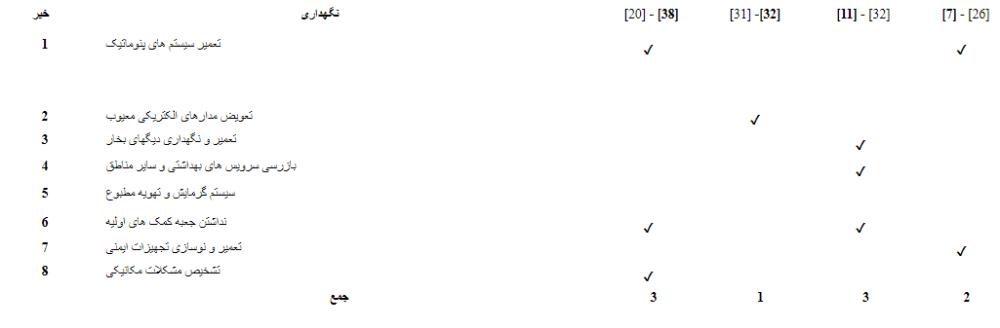 خیر نگهداری [20] - [38] [31] -[32] [11] - [32] [7] - [26]
1 تعمیر سیستم های پنوماتیک ✓ ✓
2 تعویض مدارهای الکتریکی معیوب ✓
3 تعمیر و نگهداری دیگهای بخار ✓
4 بازرسی سرویس های بهداشتی و سایر مناطق ✓
5 سیستم گرمایش و تهویه مطبوع
6 نداشتن جعبه کمک های اولیه ✓ ✓
7 تعمیر و نوسازی تجهیزات ایمنی ✓
8 تشخیص مشکلات مکانیکی ✓
جمع 3 1 3 2